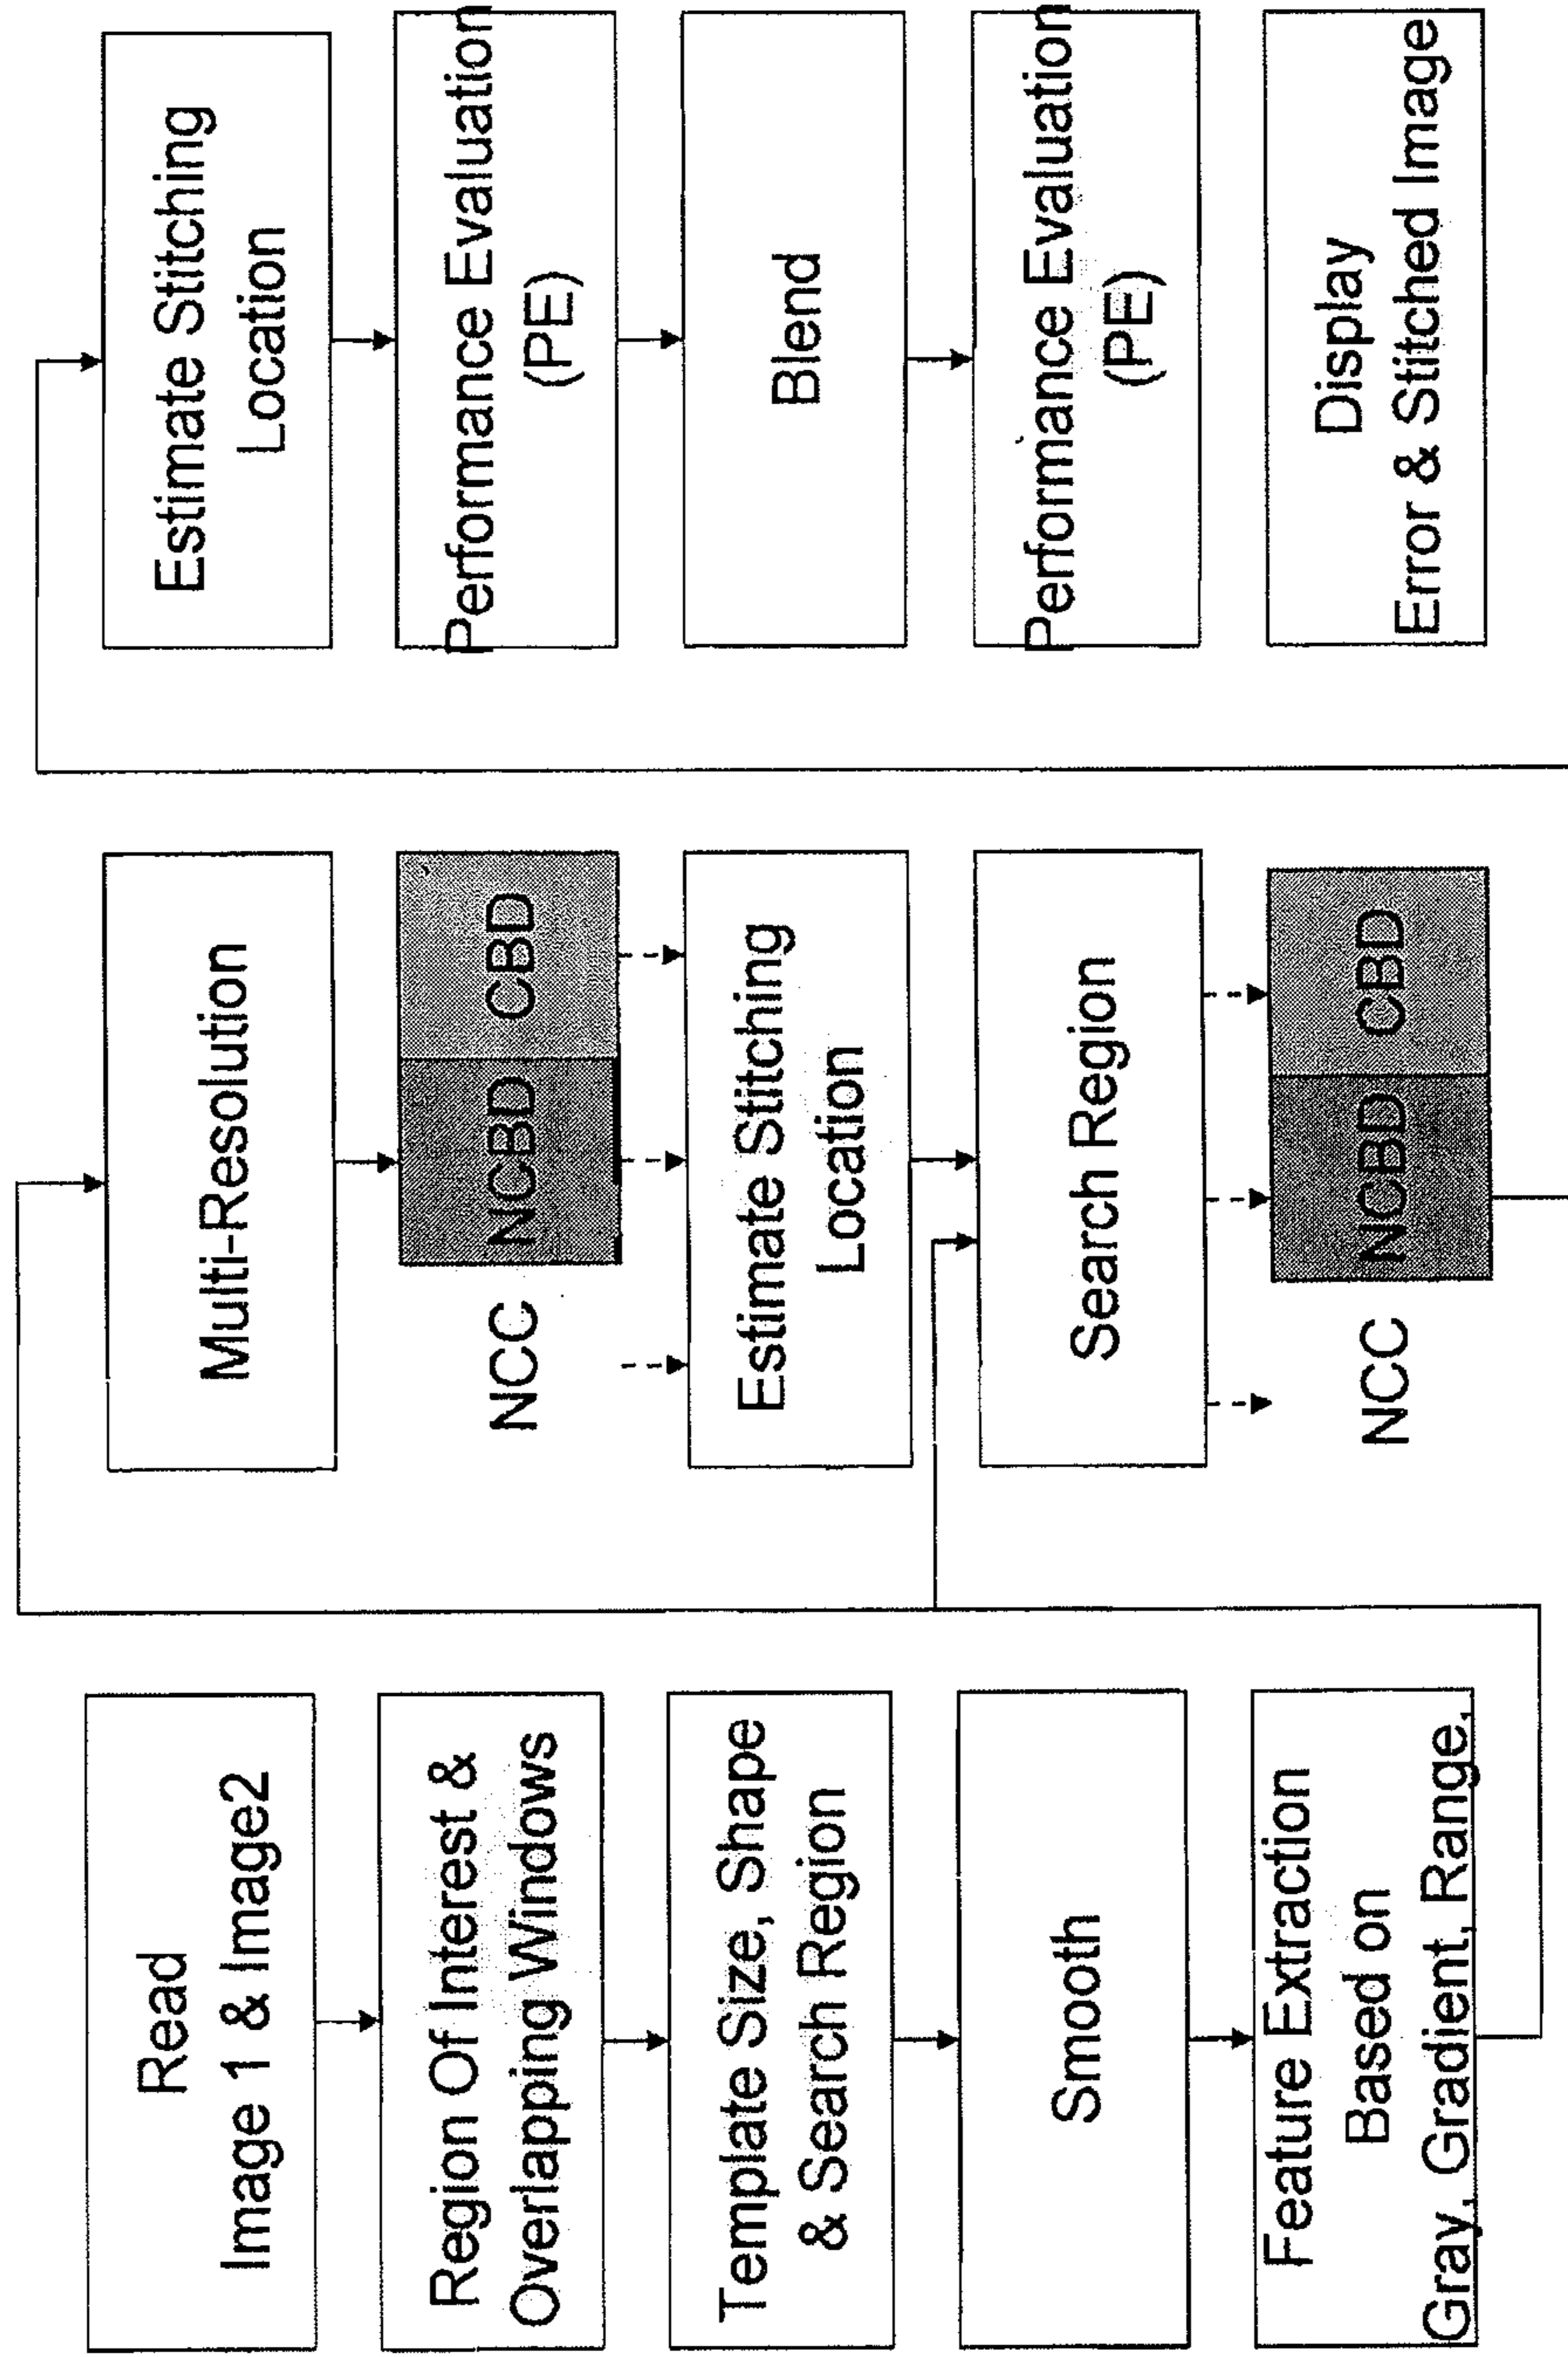 Read
Image 1 & Image2
Region Of Interest &
Overlapping Windows
Template Size, Shape
& Search Region
Smooth
Feature Extraction
Based on
Gray, Gradient, Range,
Multi-Resolution
NCC NCBD CBD
Estimate Stitching
Location
Search Region
NCC NCBD CBD
Estimate Stitching
Location
Performance Evaluation
(PE)
Blend
Performance Evaluation
(PE)
Display
Error & Stitched Image